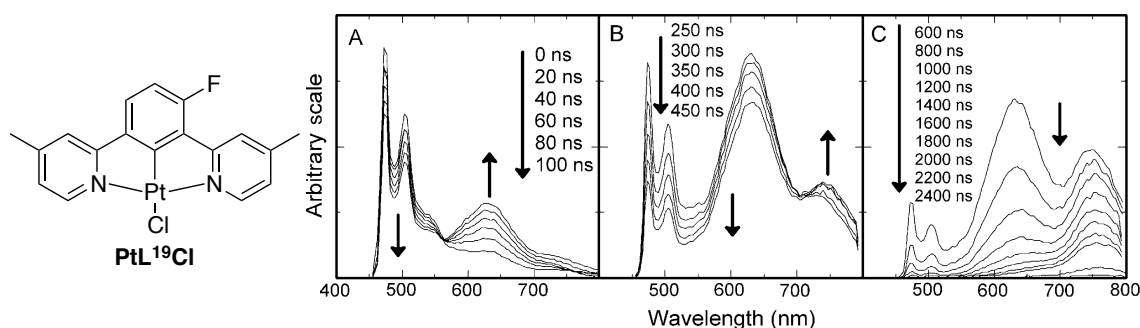 F
N
N
Pt
Cl
PtL¹⁹Cl
Arbitrary scale
A
0 ns
20 ns
40 ns
60 ns
80 ns
100 ns
400
500
600
700
B
250 ns
300 ns
350 ns
400 ns
450 ns
500
600
700
C
600 ns
800 ns
1000 ns
1200 ns
1400 ns
1600 ns
1800 ns
2000 ns
2200 ns
2400 ns
500
600
700
800
Wavelength (nm)